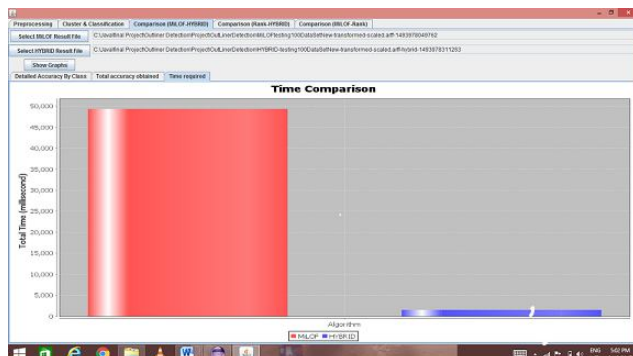 Preprocessing Cluster & Classification Comparison (MiLOF-HYBRID) Comparison (Rank-HYBRID) Comparison (MiLOF-Rank)
Select MiLOF Result File
Select HYBRID Result File
Show Graphs
Detailed Accuracy By Class Total accuracy obtained Time required
Time Comparison
50,000
45,000
40,000
35,000
30,000
25,000
20,000
15,000
10,000
5,000
0
Total Time (millisecond)
Algorithm
MiLOF HYBRID
ENG 5:02 PM